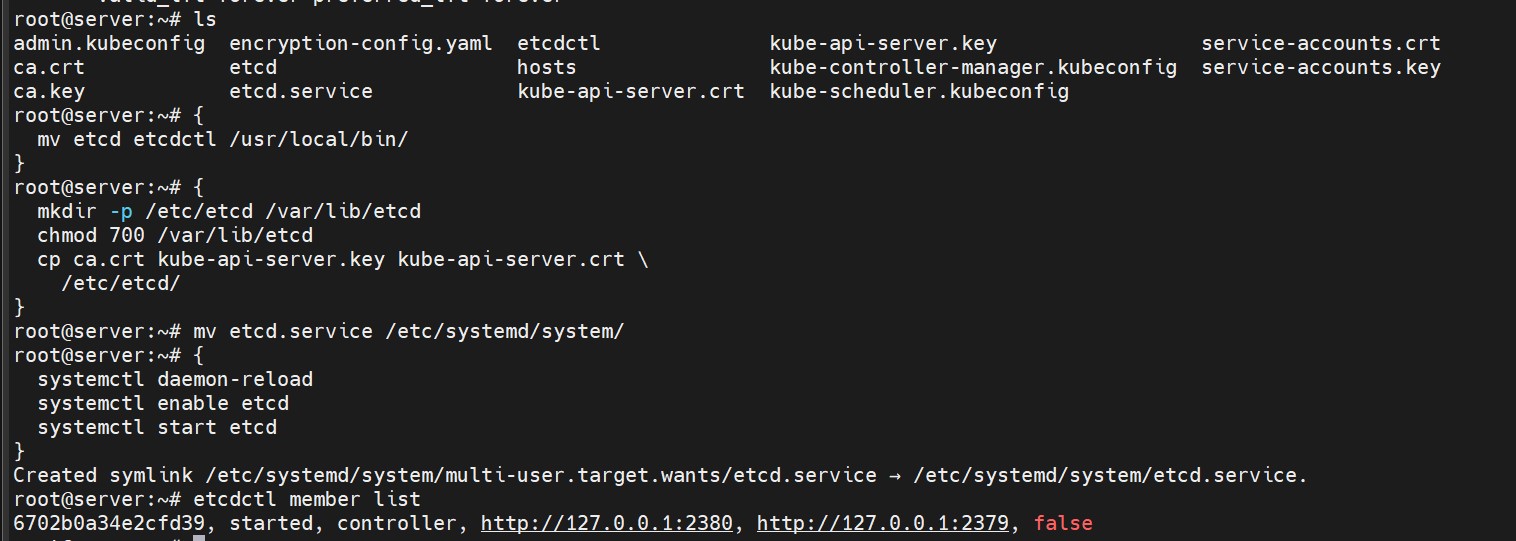 root@server:~# ls
admin.kubeconfig  encryption-config.yaml  etcdctl             kube-api-server.key                 service-accounts.crt
ca.crt            etcd                    hosts               kube-controller-manager.kubeconfig  service-accounts.key
ca.key            etcd.service            kube-api-server.crt  kube-scheduler.kubeconfig
root@server:~# {
  mv etcd etcdctl /usr/local/bin/
}
root@server:~# {
  mkdir -p /etc/etcd /var/lib/etcd
  chmod 700 /var/lib/etcd
  cp ca.crt kube-api-server.key kube-api-server.crt \
    /etc/etcd/
}
root@server:~# mv etcd.service /etc/systemd/system/
root@server:~# {
  systemctl daemon-reload
  systemctl enable etcd
  systemctl start etcd
}
Created symlink /etc/systemd/system/multi-user.target.wants/etcd.service → /etc/systemd/system/etcd.service.
root@server:~# etcdctl member list
6702b0a34e2cfd39, started, controller, http://127.0.0.1:2380, http://127.0.0.1:2379, false